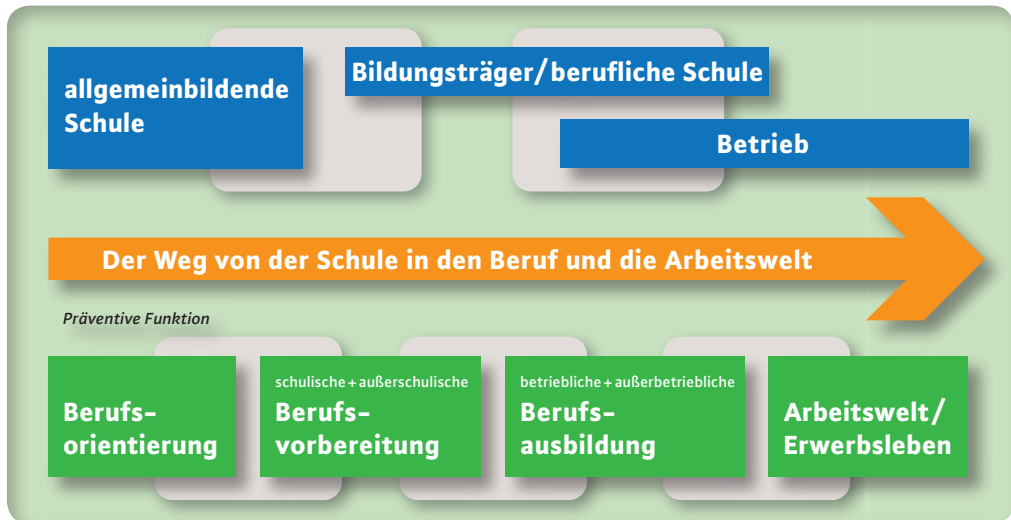 allgemeinbildende
Schule
Bildungsträger/berufliche Schule
Betrieb
Der Weg von der Schule in den Beruf und die Arbeitswelt
Präventive Funktion
Berufs-
orientierung
schulische+außerschulische
Berufs-
vorbereitung
betriebliche+außerbetriebliche
Berufs-
ausbildung
Arbeitswelt/
Erwerbsleben